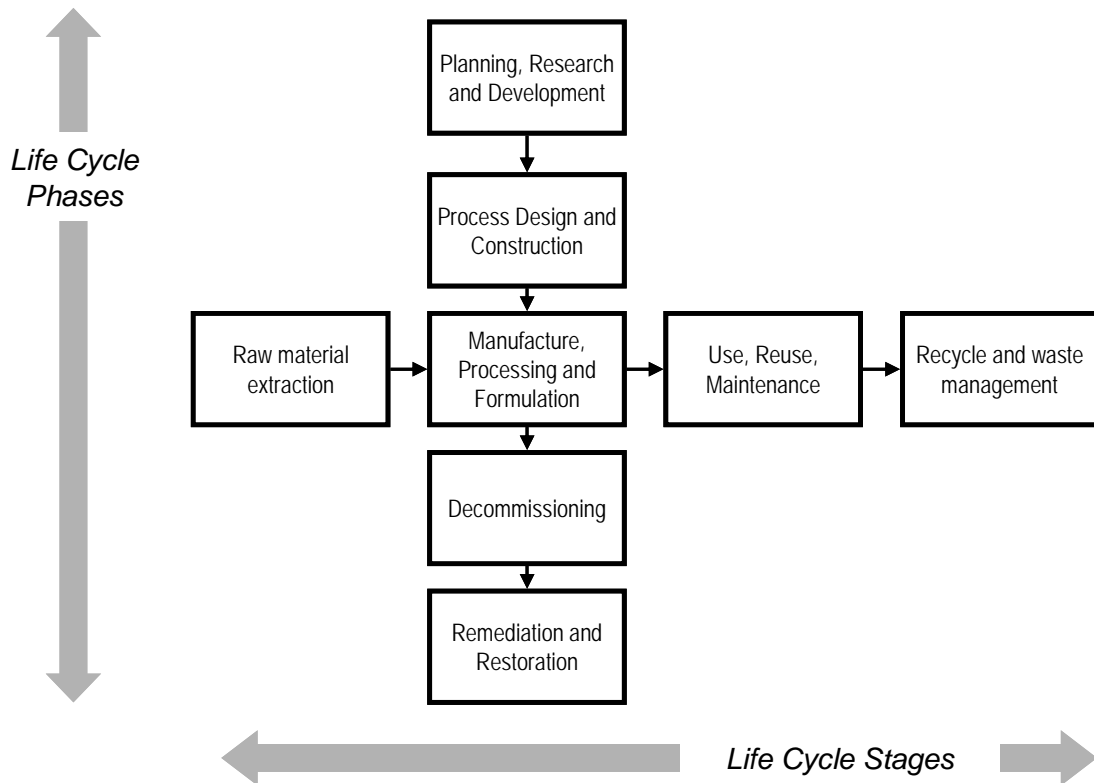 Planning, Research
and Development
Life Cycle
Phases
Process Design and
Construction
Raw material
extraction
Manufacture,
Processing and
Formulation
Use, Reuse,
Maintenance
Recycle and waste
management
Decommissioning
Remediation and
Restoration
Life Cycle Stages